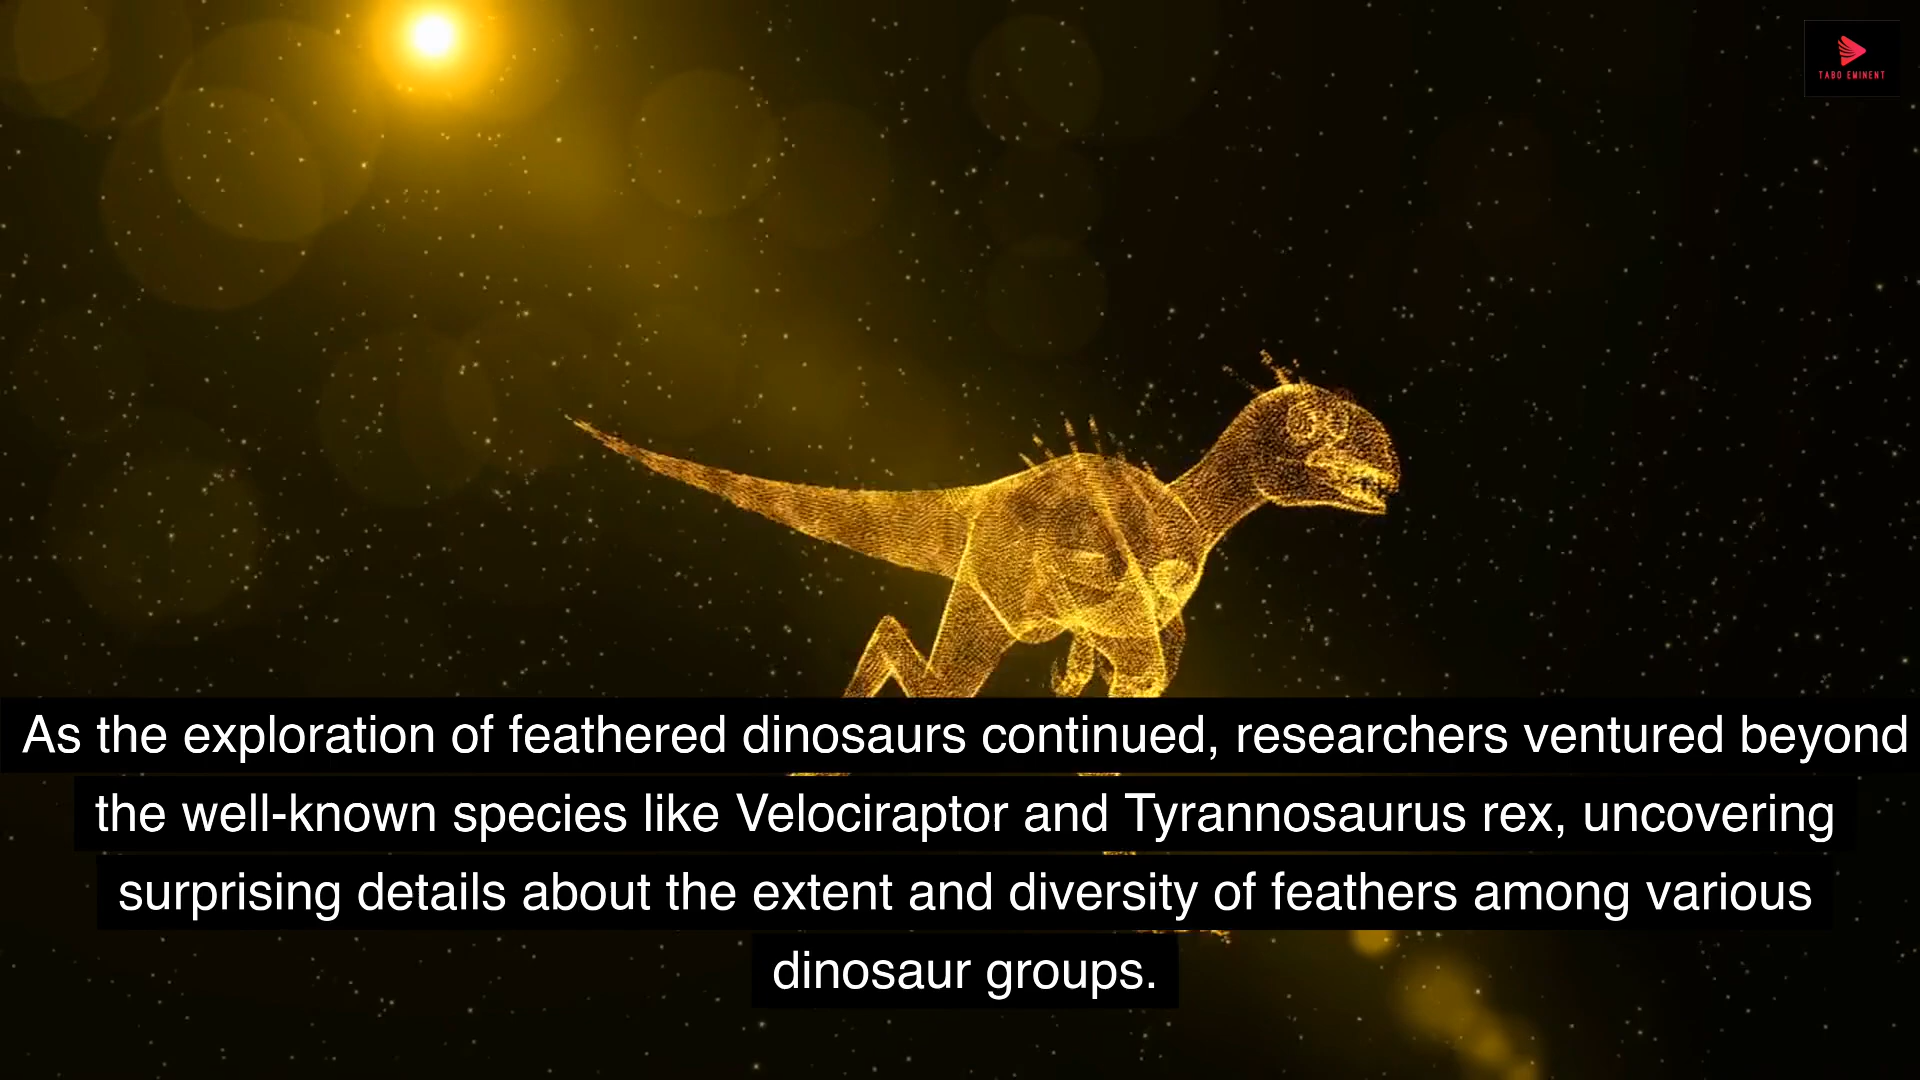 TABO EMINENT
As the exploration of feathered dinosaurs continued, researchers ventured beyond
the well-known species like Velociraptor and Tyrannosaurus rex, uncovering
surprising details about the extent and diversity of feathers among various
dinosaur groups.